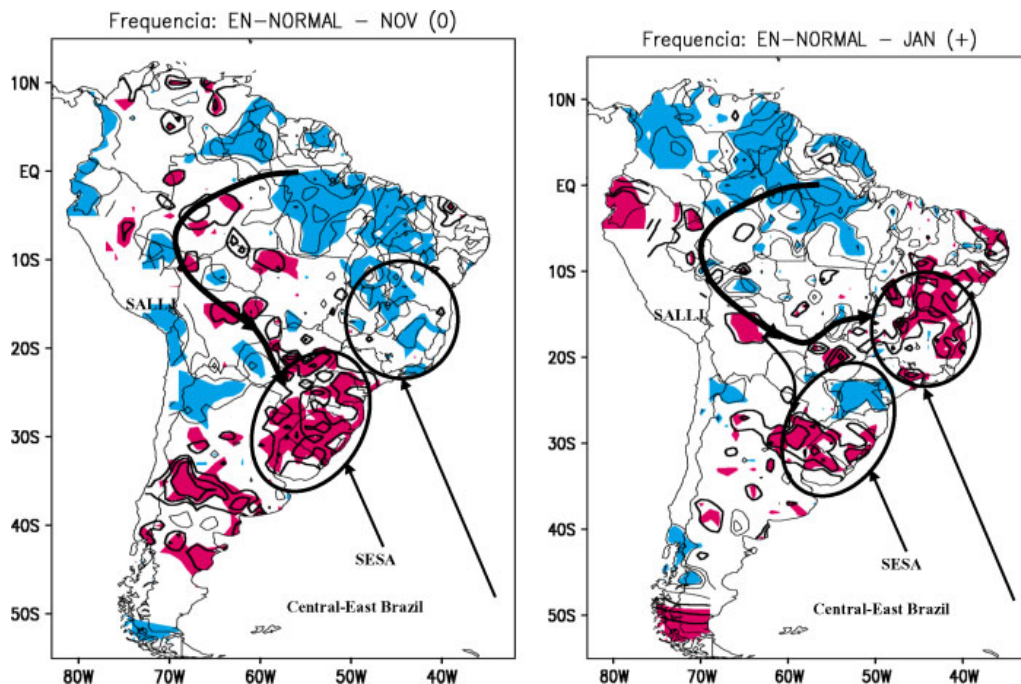 Frequencia: EN-NORMAL - NOV (0)
10N
EQ
10S
20S
30S
40S
50S
80W
70W
60W
50W
40W
SALLJ
SESA
Central-East Brazil
Frequencia: EN-NORMAL - JAN (+)
10N
EQ
10S
20S
30S
40S
50S
80W
70W
60W
50W
40W
SALLJ
SESA
Central-East Brazil